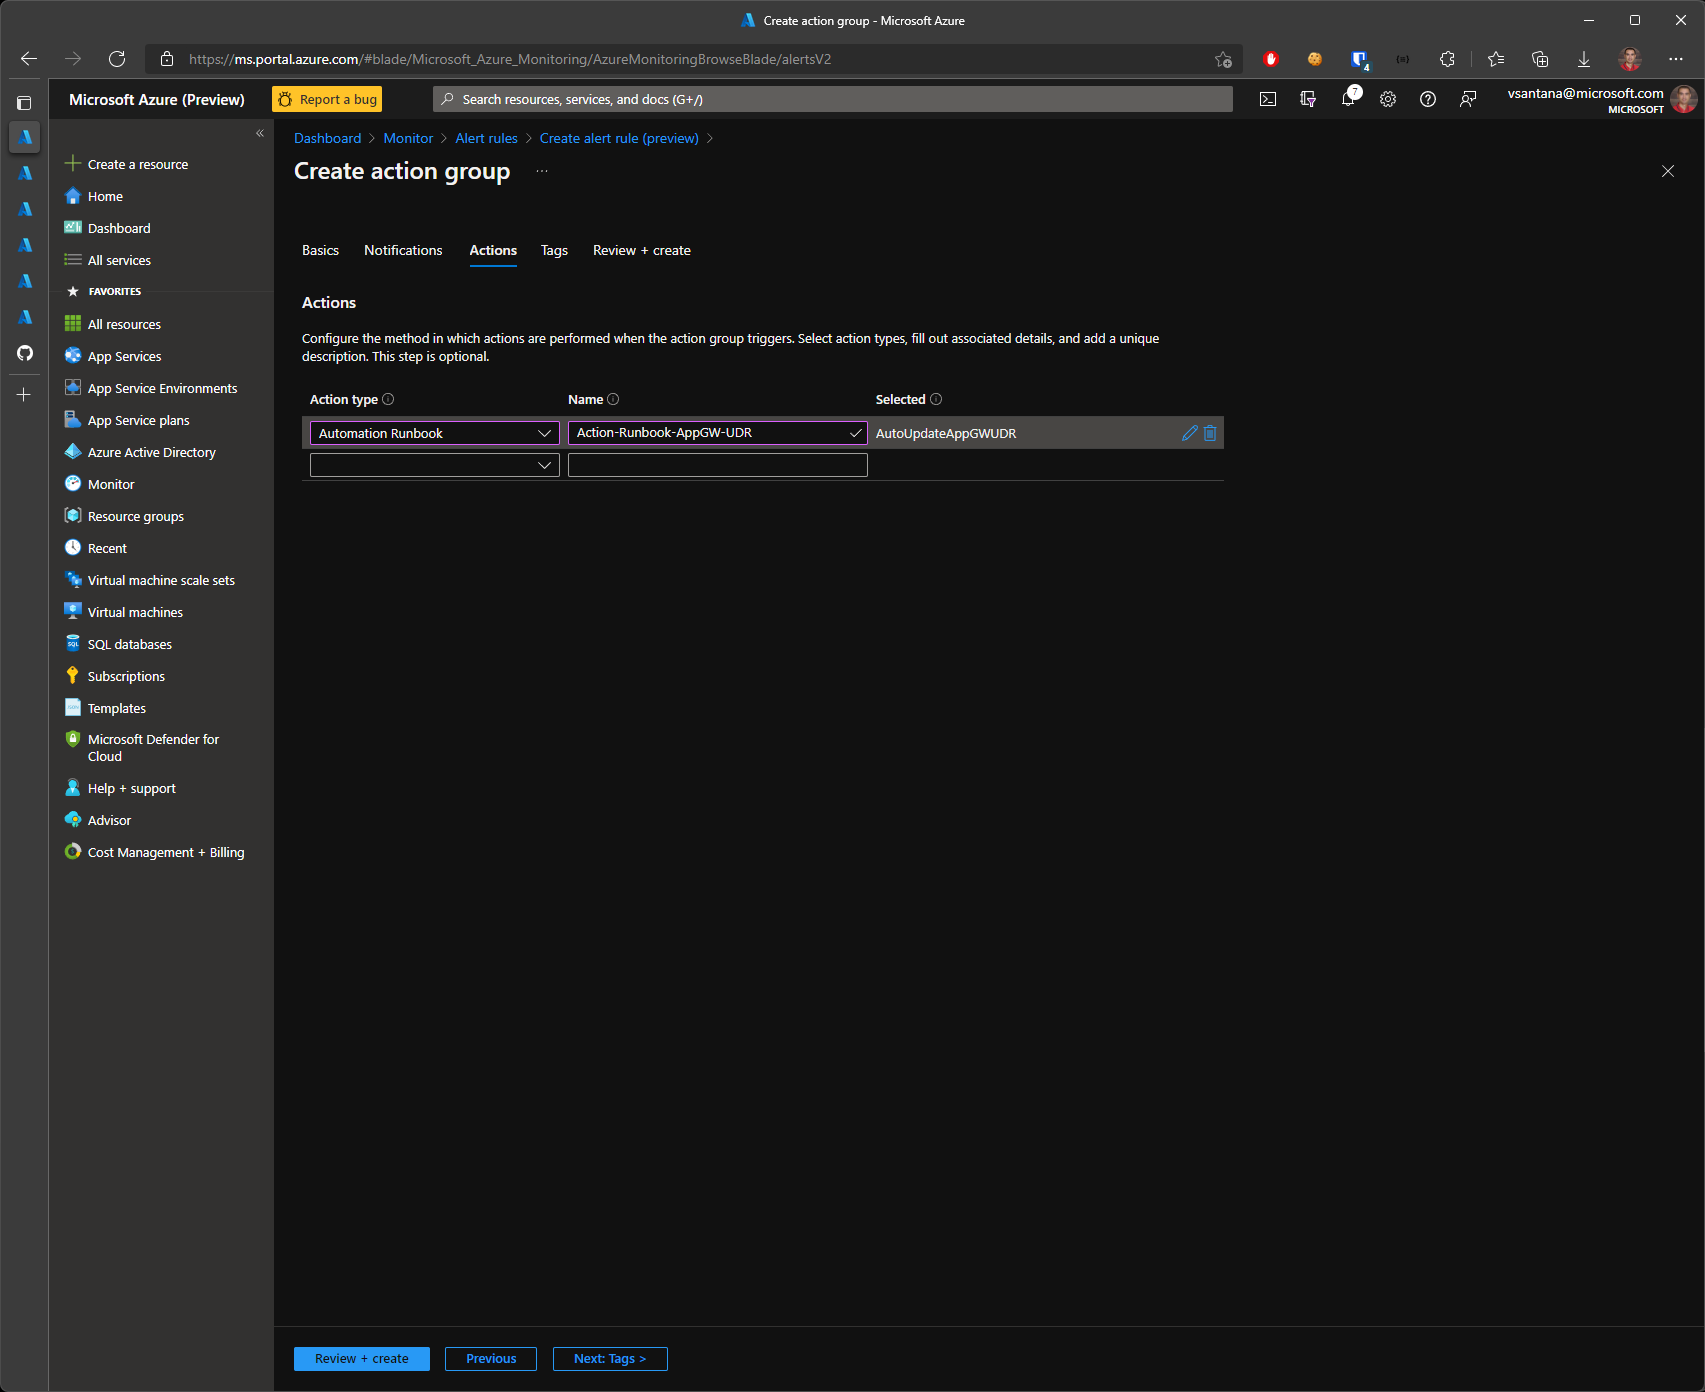 Create action group - Microsoft Azure
https://ms.portal.azure.com/#blade/Microsoft_Azure_Monitoring/AzureMonitoringBrowseBlade/alertsV2
4
Microsoft Azure (Preview)
Report a bug
Search resources, services, and docs (G+/)
7
vsantana@microsoft.com
MICROSOFT
Create a resource
Home
Dashboard
All services
FAVORITES
All resources
App Services
App Service Environments
App Service plans
Azure Active Directory
Monitor
Resource groups
Recent
Virtual machine scale sets
Virtual machines
SQL databases
Subscriptions
Templates
Microsoft Defender for
Cloud
Help + support
Advisor
Cost Management + Billing
Dashboard > Monitor > Alert rules > Create alert rule (preview) >
Create action group ...
Basics Notifications Actions Tags Review + create
Actions
Configure the method in which actions are performed when the action group triggers. Select action types, fill out associated details, and add a unique
description. This step is optional.
Action type Name Selected
Automation Runbook Action-Runbook-AppGW-UDR AutoUpdateAppGWUDR
Review + create Previous Next: Tags >